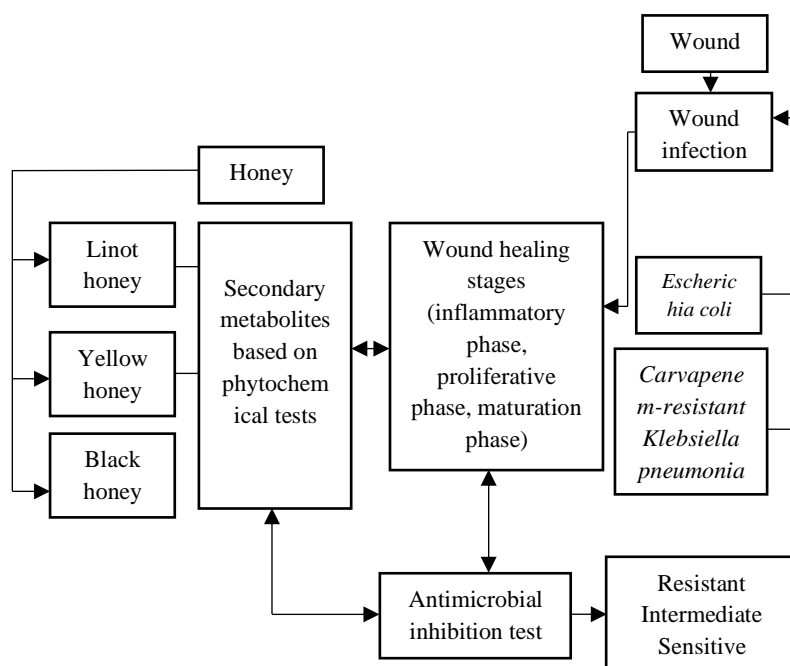 Wound
Wound
infection
Honey
Linot
honey
Yellow
honey
Black
honey
Secondary
metabolites
based on
phytochem
ical tests
Wound healing
stages
(inflammatory
phase,
proliferative
phase, maturation
phase)
Escheric
hia coli
Carvapene
m-resistant
Klebsiella
pneumonia
Antimicrobial
inhibition test
Resistant
Intermediate
Sensitive